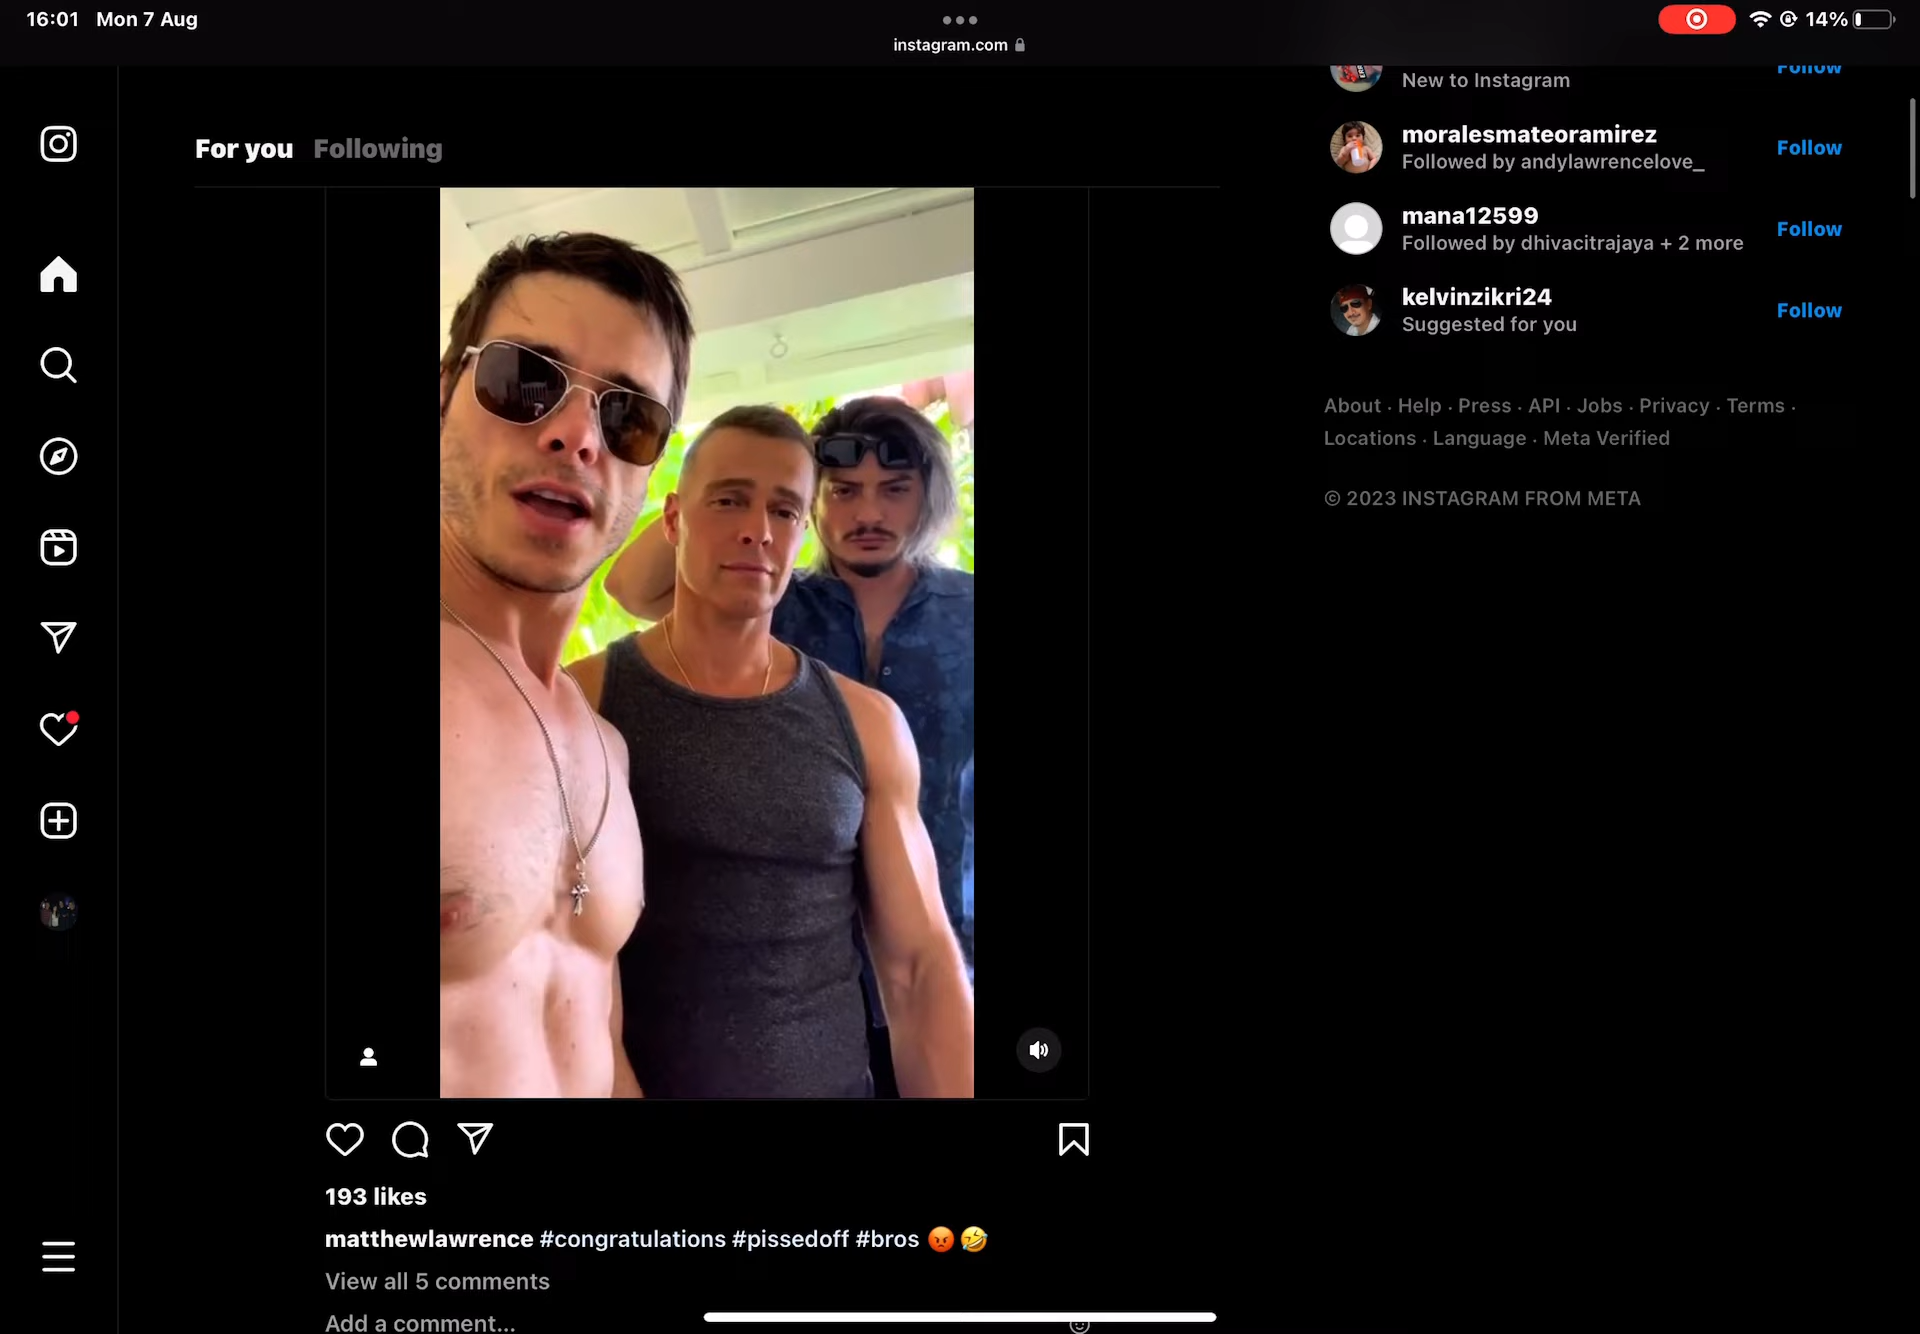 16:01 Mon 7 Aug
14%
instagram.com
For you Following
Follow
New to Instagram
moralesmateoramirez
Followed by andylawrencelove_
Follow
mana12599
Followed by dhivacitrajaya + 2 more
Follow
kelvinzikri24
Suggested for you
Follow
About · Help · Press · API · Jobs · Privacy · Terms ·
Locations · Language · Meta Verified
© 2023 INSTAGRAM FROM META
193 likes
matthewlawrence #congratulations #pissedoff #bros 😡 🤣
View all 5 comments
Add a comment...